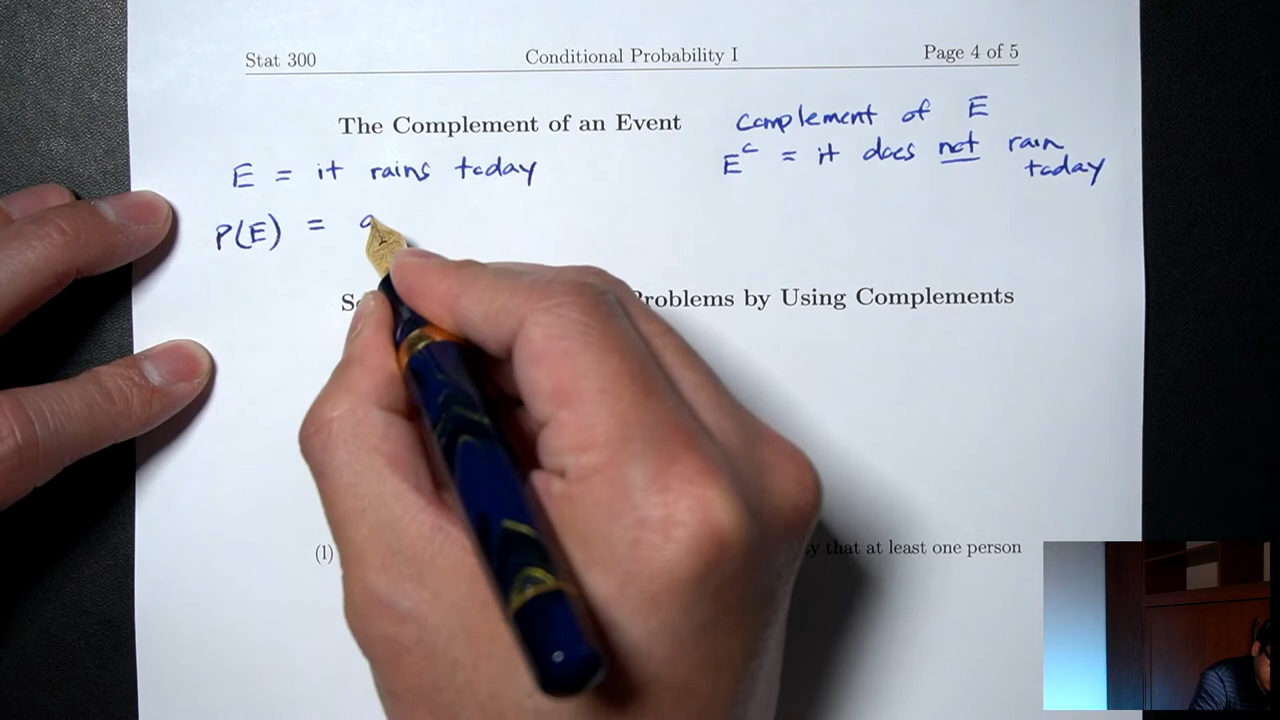 Stat 300 Conditional Probability I Page 4 of 5
The Complement of an Event
complement of E
E = it rains today
E^c = it does not rain
today
P(E) =
Problems by Using Complements
(1) that at least one person